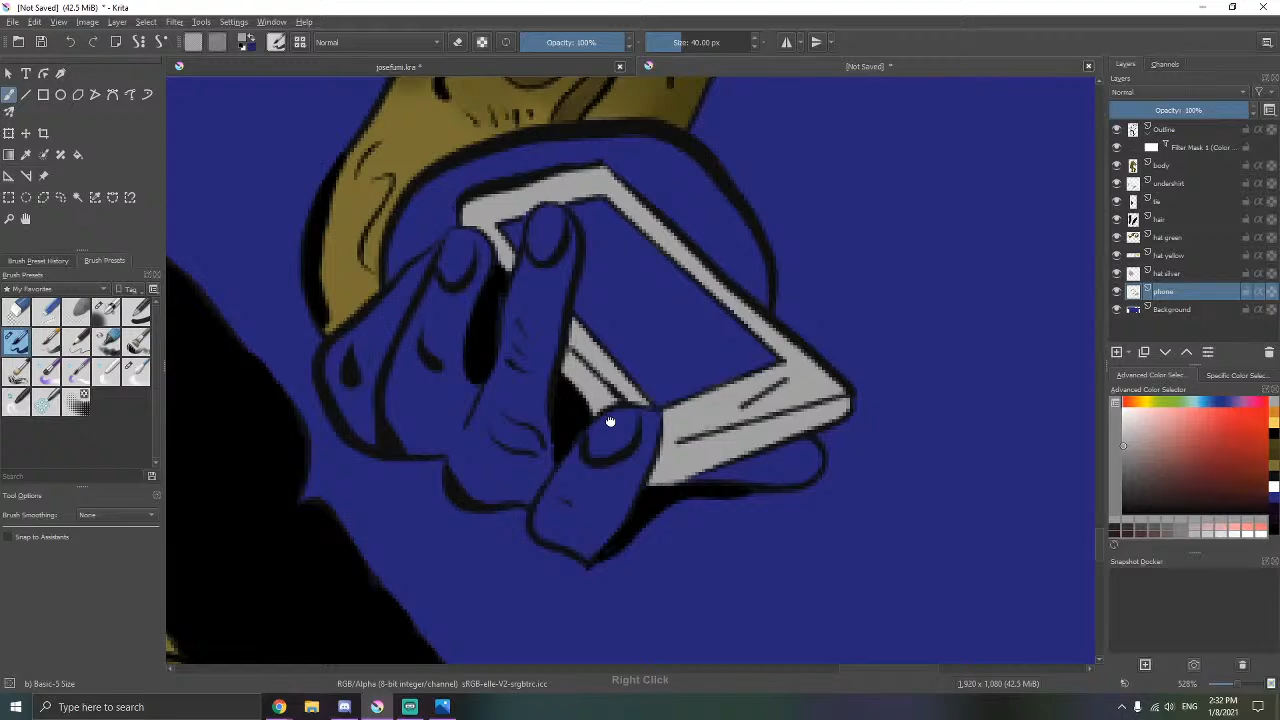 [Not Saved] (42.5 MiB) * - Krita
File Edit View Image Layer Select Filter Tools Settings Window Help
Normal Opacity: 100% Size: 40.00 px
josefumi.kra * [Not Saved] *
Layers Channels
Layers
Normal
Opacity: 100%
Outline
Filter Mask 1 (Color ...
body
undershirt
tie
hair
hat green
hat yellow
hat silver
phone
Background
Brush Preset History Brush Presets
Brush Presets
My Favorites Tag
Search
Tool Options
Brush Smoothing: None
Snap to Assistants
Advanced Color Selec... Specific Color Selec...
Advanced Color Selector
Snapshot Docker
b) Basic-5 Size
RGB/Alpha (8-bit integer/channel) sRGB-elle-V2-srgbtrc.icc
Right Click
1,920 x 1,080 (42.5 MiB)
528%
Type here to search
ENG
2:32 PM
1/8/2021